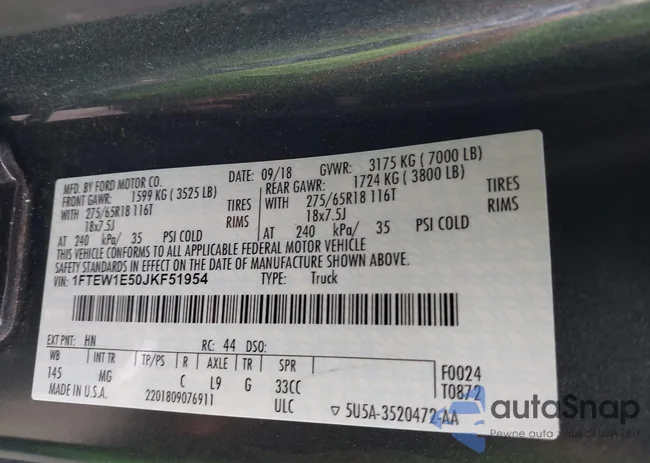 MFD. BY FORD MOTOR CO. DATE: 09/18 GVWR: 3175 KG ( 7000 LB)
FRONT GAWR: 1599 KG ( 3525 LB) REAR GAWR: 1724 KG ( 3800 LB)
WITH 275/65R18 116T TIRES WITH 275/65R18 116T TIRES
18x7.5J RIMS 18x7.5J RIMS
AT 240 kPa/ 35 PSI COLD AT 240 kPa/ 35 PSI COLD
THIS VEHICLE CONFORMS TO ALL APPLICABLE FEDERAL MOTOR VEHICLE
SAFETY STANDARDS IN EFFECT ON THE DATE OF MANUFACTURE SHOWN ABOVE.
VIN: 1FTEW1E50JKF51954 TYPE: Truck
EXT PNT: HN RC: 44 DSO:
WB INT TR TP/PS R AXLE TR SPR F0024
145 MG C L9 G 33CC T0872
MADE IN U.S.A. 2201809076911 ULC ▽ 5U5A-3520472-AA
autoSnap